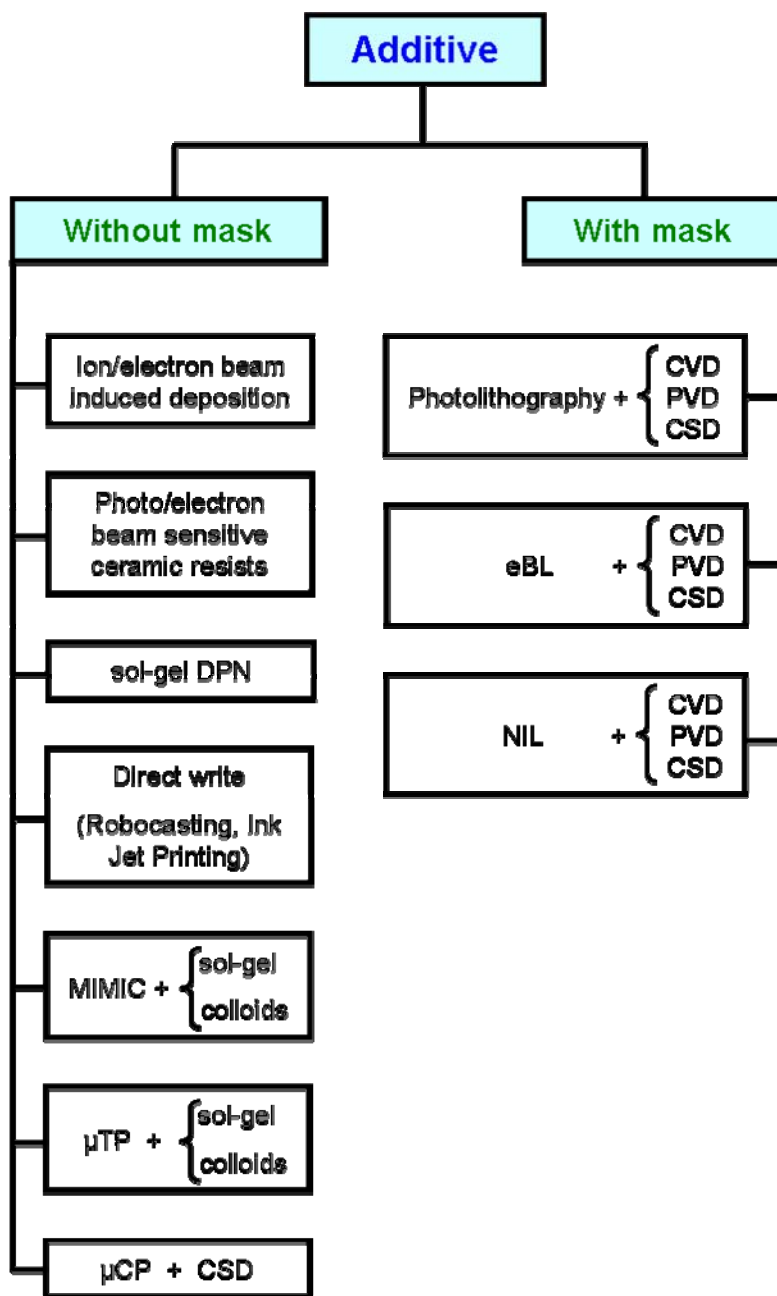 Additive
Without mask
Ion/electron beam
induced deposition
Photo/electron
beam sensitive
ceramic resists
sol-gel DPN
Direct write
(Robocasting, Ink
Jet Printing)
MIMIC + { sol-gel
colloids
µTP + { sol-gel
colloids
µCP + CSD
With mask
Photolithography + { CVD
PVD
CSD
eBL + { CVD
PVD
CSD
NIL + { CVD
PVD
CSD